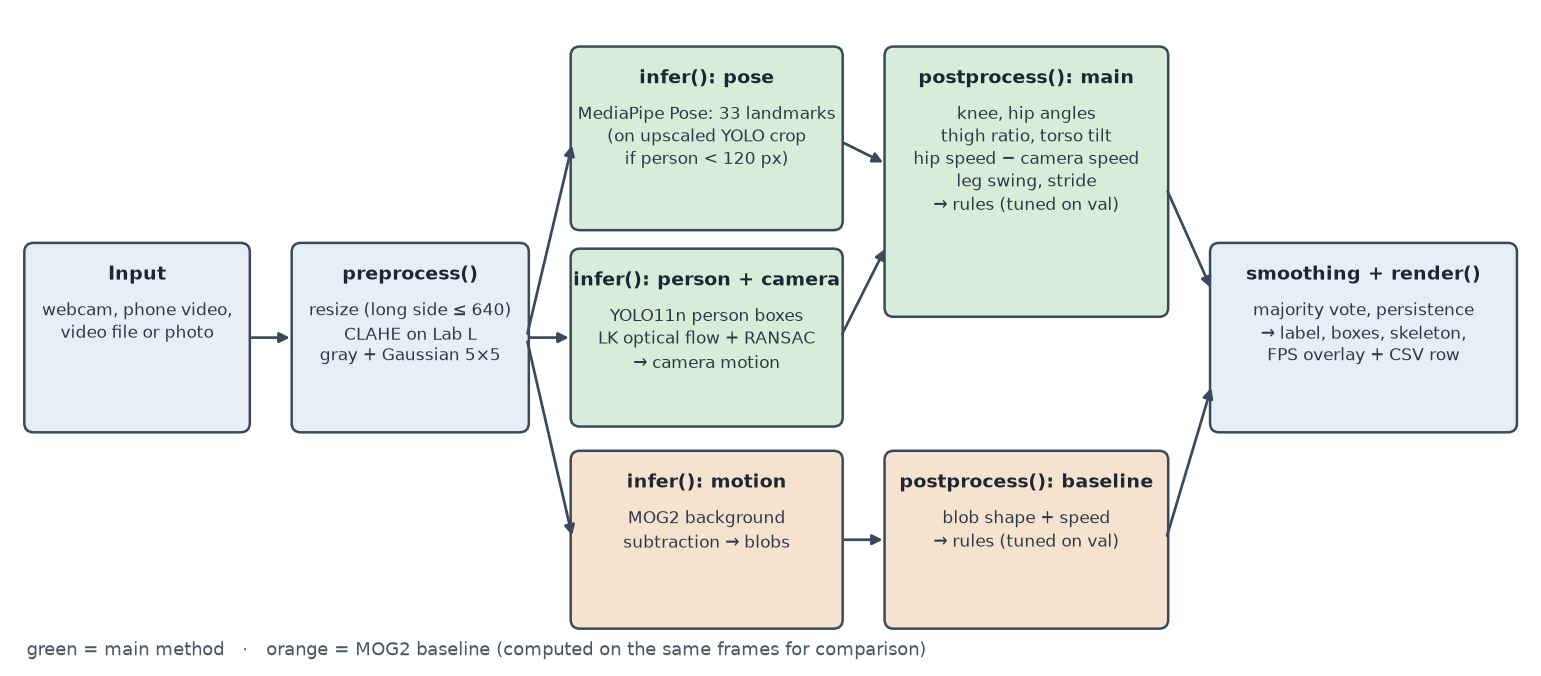 Input
webcam, phone video,
video file or photo
preprocess()
resize (long side ≤ 640)
CLAHE on Lab L
gray + Gaussian 5×5
infer(): pose
MediaPipe Pose: 33 landmarks
(on upscaled YOLO crop
if person < 120 px)
infer(): person + camera
YOLO11n person boxes
LK optical flow + RANSAC
→ camera motion
infer(): motion
MOG2 background
subtraction → blobs
postprocess(): main
knee, hip angles
thigh ratio, torso tilt
hip speed − camera speed
leg swing, stride
→ rules (tuned on val)
postprocess(): baseline
blob shape + speed
→ rules (tuned on val)
smoothing + render()
majority vote, persistence
→ label, boxes, skeleton,
FPS overlay + CSV row
green = main method · orange = MOG2 baseline (computed on the same frames for comparison)